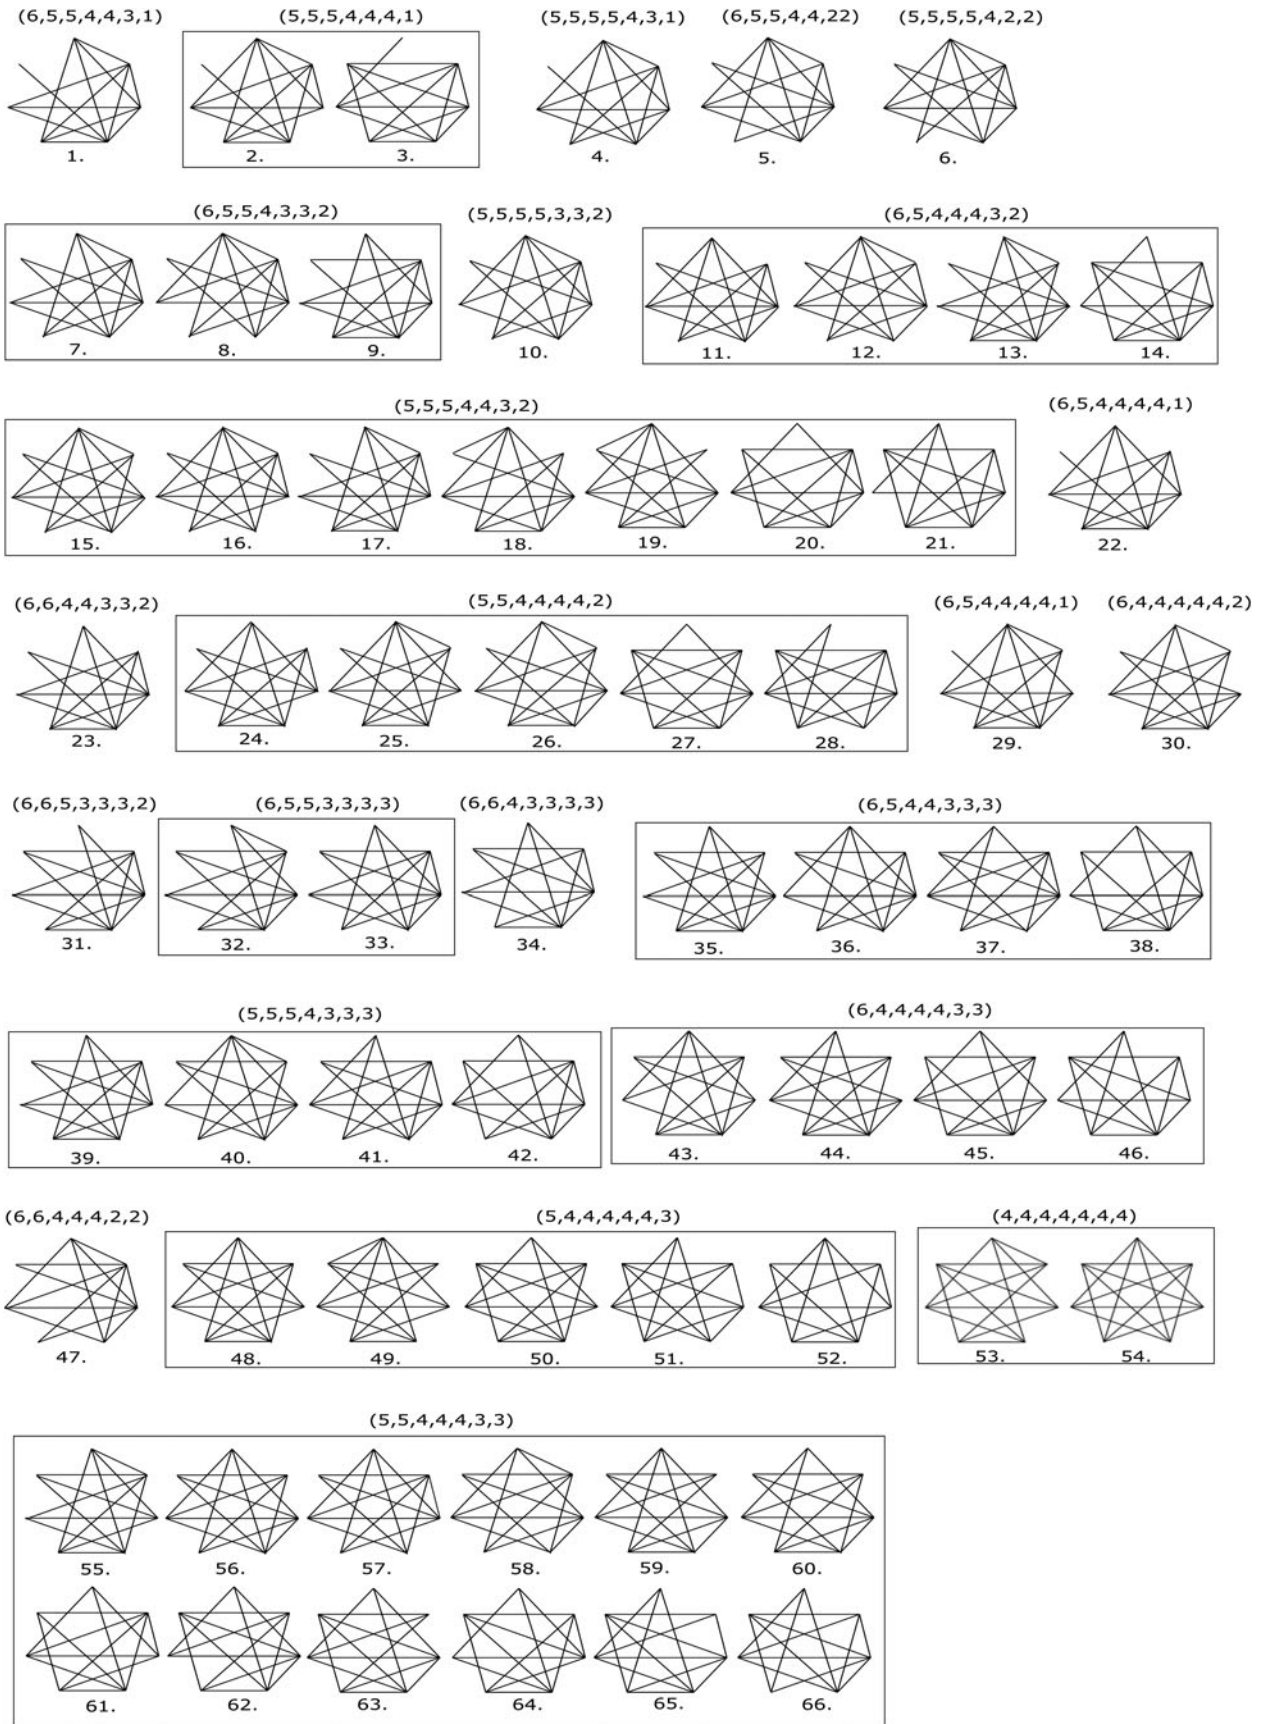 (6,5,5,4,4,3,1) (5,5,5,4,4,4,1) (5,5,5,5,4,3,1) (6,5,5,4,4,22) (5,5,5,5,4,2,2)
1. 2. 3. 4. 5. 6.
(6,5,5,4,3,3,2) (5,5,5,5,3,3,2) (6,5,4,4,4,3,2)
7. 8. 9. 10. 11. 12. 13. 14.
(5,5,5,4,4,3,2) (6,5,4,4,4,4,1)
15. 16. 17. 18. 19. 20. 21. 22.
(6,6,4,4,3,3,2) (5,5,4,4,4,4,2) (6,5,4,4,4,4,1) (6,4,4,4,4,4,2)
23. 24. 25. 26. 27. 28. 29. 30.
(6,6,5,3,3,3,2) (6,5,5,3,3,3,3) (6,6,4,3,3,3,3) (6,5,4,4,3,3,3)
31. 32. 33. 34. 35. 36. 37. 38.
(5,5,5,4,3,3,3) (6,4,4,4,4,3,3)
39. 40. 41. 42. 43. 44. 45. 46.
(6,6,4,4,4,2,2) (5,4,4,4,4,4,3) (4,4,4,4,4,4,4)
47. 48. 49. 50. 51. 52. 53. 54.
(5,5,4,4,4,3,3)
55. 56. 57. 58. 59. 60.
61. 62. 63. 64. 65. 66.